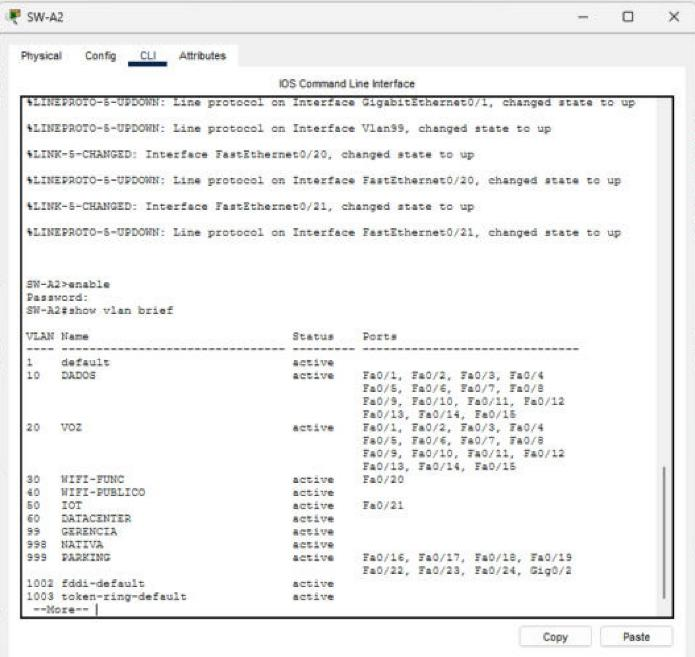 SW-A2
Physical Config CLI Attributes
IOS Command Line Interface
%LINEPROTO-5-UPDOWN: Line protocol on Interface GigabitEthernet0/1, changed state to up
%LINEPROTO-5-UPDOWN: Line protocol on Interface Vlan99, changed state to up
%LINK-5-CHANGED: Interface FastEthernet0/20, changed state to up
%LINEPROTO-5-UPDOWN: Line protocol on Interface FastEthernet0/20, changed state to up
%LINK-5-CHANGED: Interface FastEthernet0/21, changed state to up
%LINEPROTO-5-UPDOWN: Line protocol on Interface FastEthernet0/21, changed state to up
SW-A2>enable
Password:
SW-A2#show vlan brief
VLAN Name Status Ports
---- -------------------------------- --------- -------------------------------
1 default active
10 DADOS active Fa0/1, Fa0/2, Fa0/3, Fa0/4
Fa0/5, Fa0/6, Fa0/7, Fa0/8
Fa0/9, Fa0/10, Fa0/11, Fa0/12
Fa0/13, Fa0/14, Fa0/15
20 VOZ active Fa0/1, Fa0/2, Fa0/3, Fa0/4
Fa0/5, Fa0/6, Fa0/7, Fa0/8
Fa0/9, Fa0/10, Fa0/11, Fa0/12
Fa0/13, Fa0/14, Fa0/15
30 WIFI-FUNC active Fa0/20
40 WIFI-PUBLICO active
50 IOT active Fa0/21
60 DATACENTER active
99 GERENCIA active
998 NATIVA active
999 PARKING active Fa0/16, Fa0/17, Fa0/18, Fa0/19
Fa0/22, Fa0/23, Fa0/24, Gig0/2
1002 fddi-default active
1003 token-ring-default active
--More--
Copy Paste